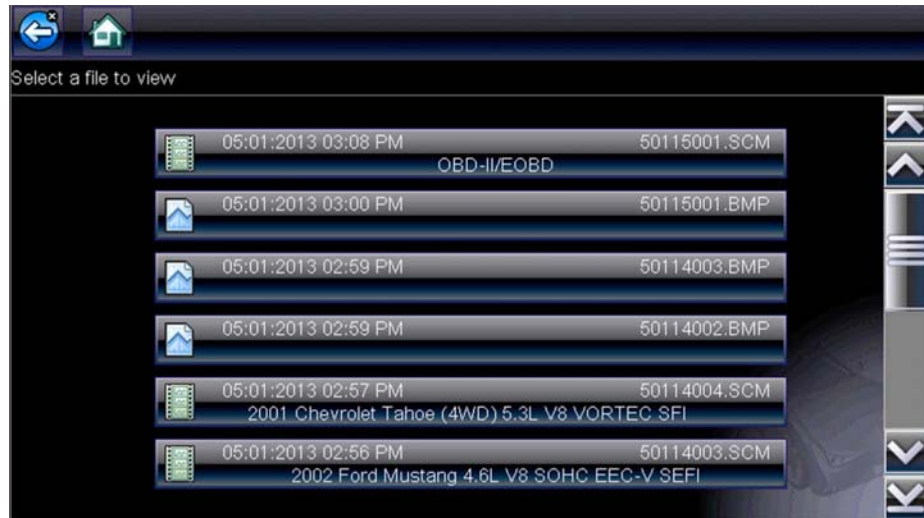 Select a file to view
05:01:2013 03:08 PM 50115001.SCM
OBD-II/EOBD
05:01:2013 03:00 PM 50115001.BMP
05:01:2013 02:59 PM 50114003.BMP
05:01:2013 02:59 PM 50114002.BMP
05:01:2013 02:57 PM 50114004.SCM
2001 Chevrolet Tahoe (4WD) 5.3L V8 VORTEC SFI
05:01:2013 02:56 PM 50114003.SCM
2002 Ford Mustang 4.6L V8 SOHC EEC-V SEFI